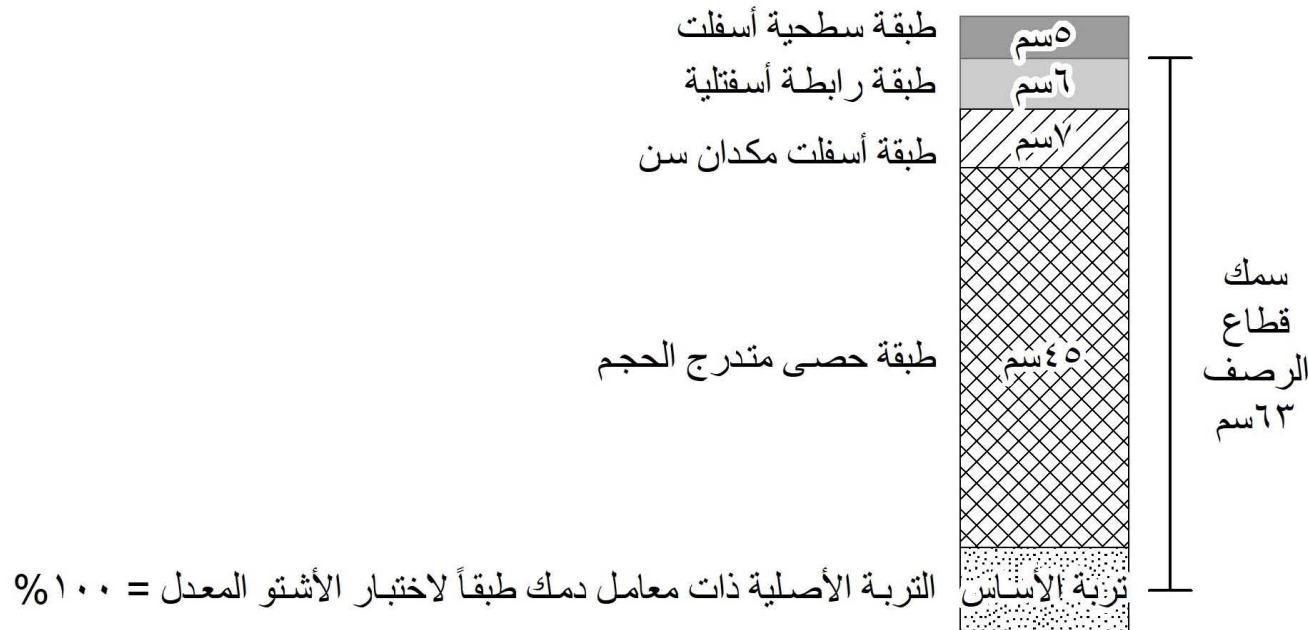 طبقة سطحية أسفلت
٥سم
طبقة رابطة أسفتلية
٦سم
طبقة أسفلت مكدان سن
٧سم
طبقة حصى متدرج الحجم
٤٥سم
سمك
قطاع
الرصف
٦٣سم
تربة الأساس
التربة الأصلية ذات معامل دمك طبقاً لاختبار الأشتو المعدل = ١٠٠%